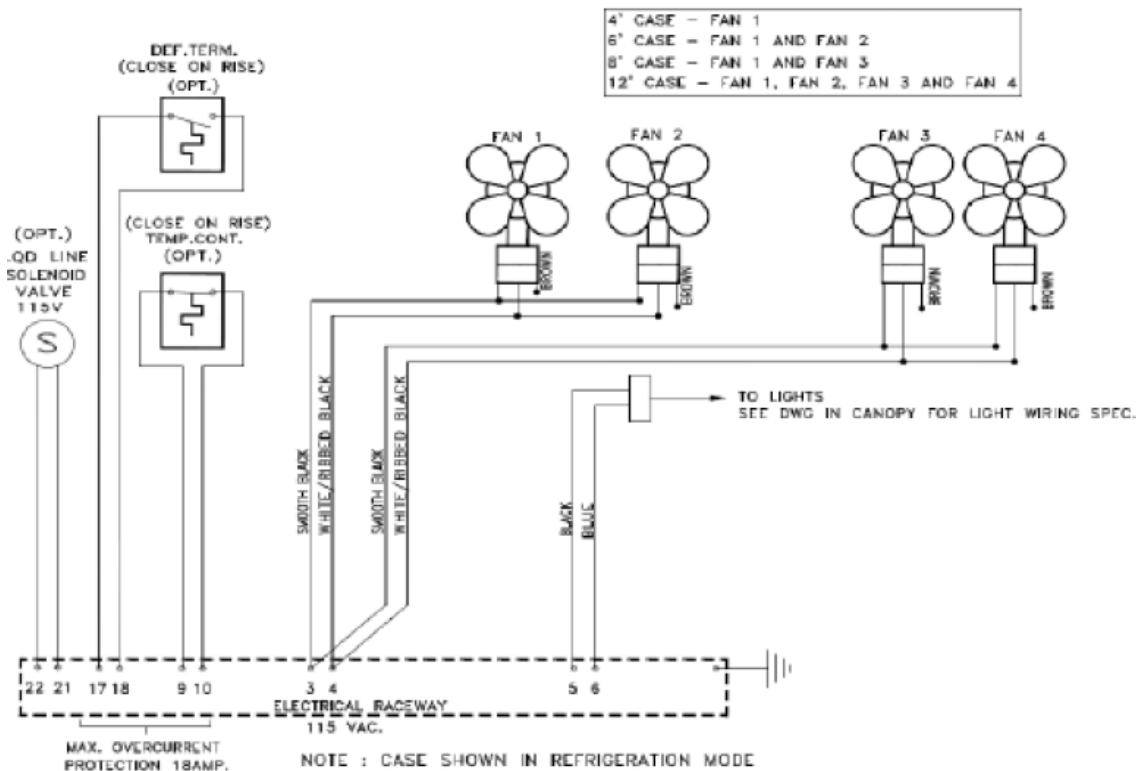 4' CASE – FAN 1
6' CASE – FAN 1 AND FAN 2
8' CASE – FAN 1 AND FAN 3
12' CASE – FAN 1, FAN 2, FAN 3 AND FAN 4
DEF.TERM.
(CLOSE ON RISE)
(OPT.)
FAN 1
FAN 2
FAN 3
FAN 4
(CLOSE ON RISE)
TEMP.CONT.
(OPT.)
(OPT.)
.QD LINE
SOLENOID
VALVE
115V
S
BROWN
BROWN
BROWN
BROWN
TO LIGHTS
SEE DWG IN CANOPY FOR LIGHT WIRING SPEC.
SMOOTH BLACK
WHITE/RIBBED BLACK
SMOOTH BLACK
WHITE/RIBBED BLACK
BLACK
BLUE
22 21 17 18 9 10 3 4 5 6
ELECTRICAL RACEWAY
115 VAC.
MAX. OVERCURRENT
PROTECTION 18AMP.
NOTE : CASE SHOWN IN REFRIGERATION MODE